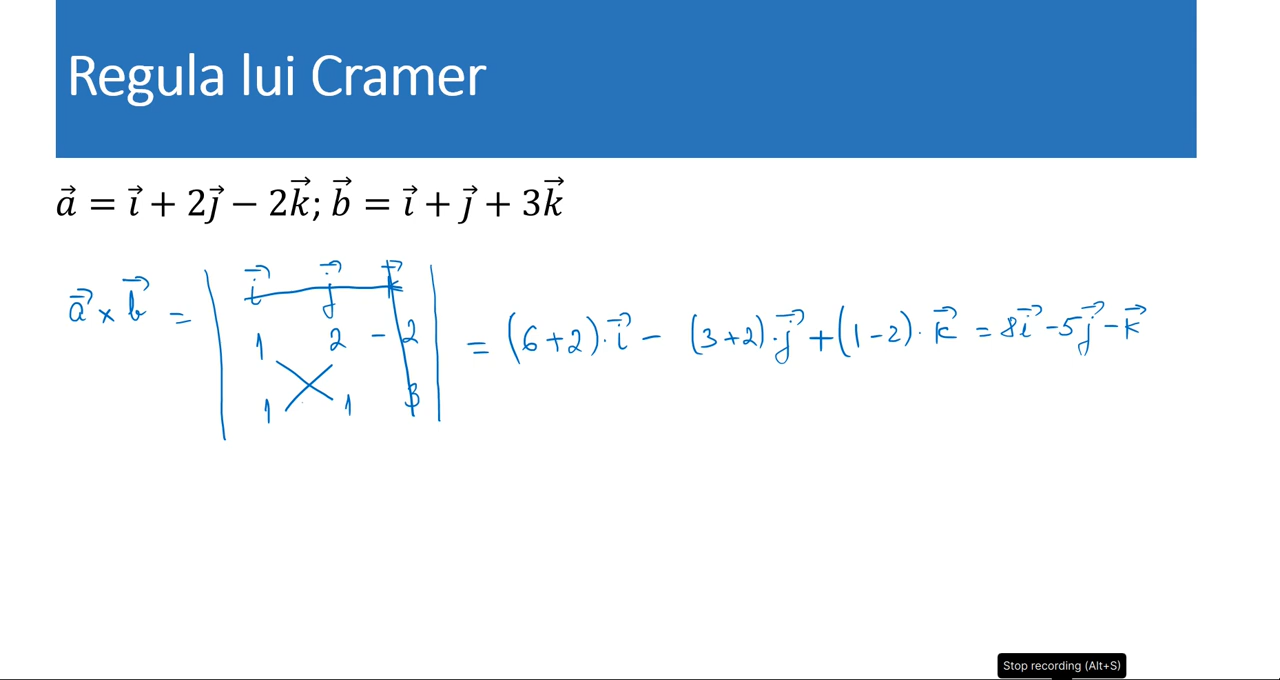 Regula lui Cramer
a⃗ = i⃗ + 2j⃗ − 2k⃗; b⃗ = i⃗ + j⃗ + 3k⃗
a⃗ × b⃗ = | i⃗ j⃗ k⃗ |
| 1 2 −2 | = (6+2)·i⃗ − (3+2)·j⃗ + (1−2)·k⃗ = 8i⃗ −5j⃗ −k⃗
| 1 1 3 |
Stop recording (Alt+S)